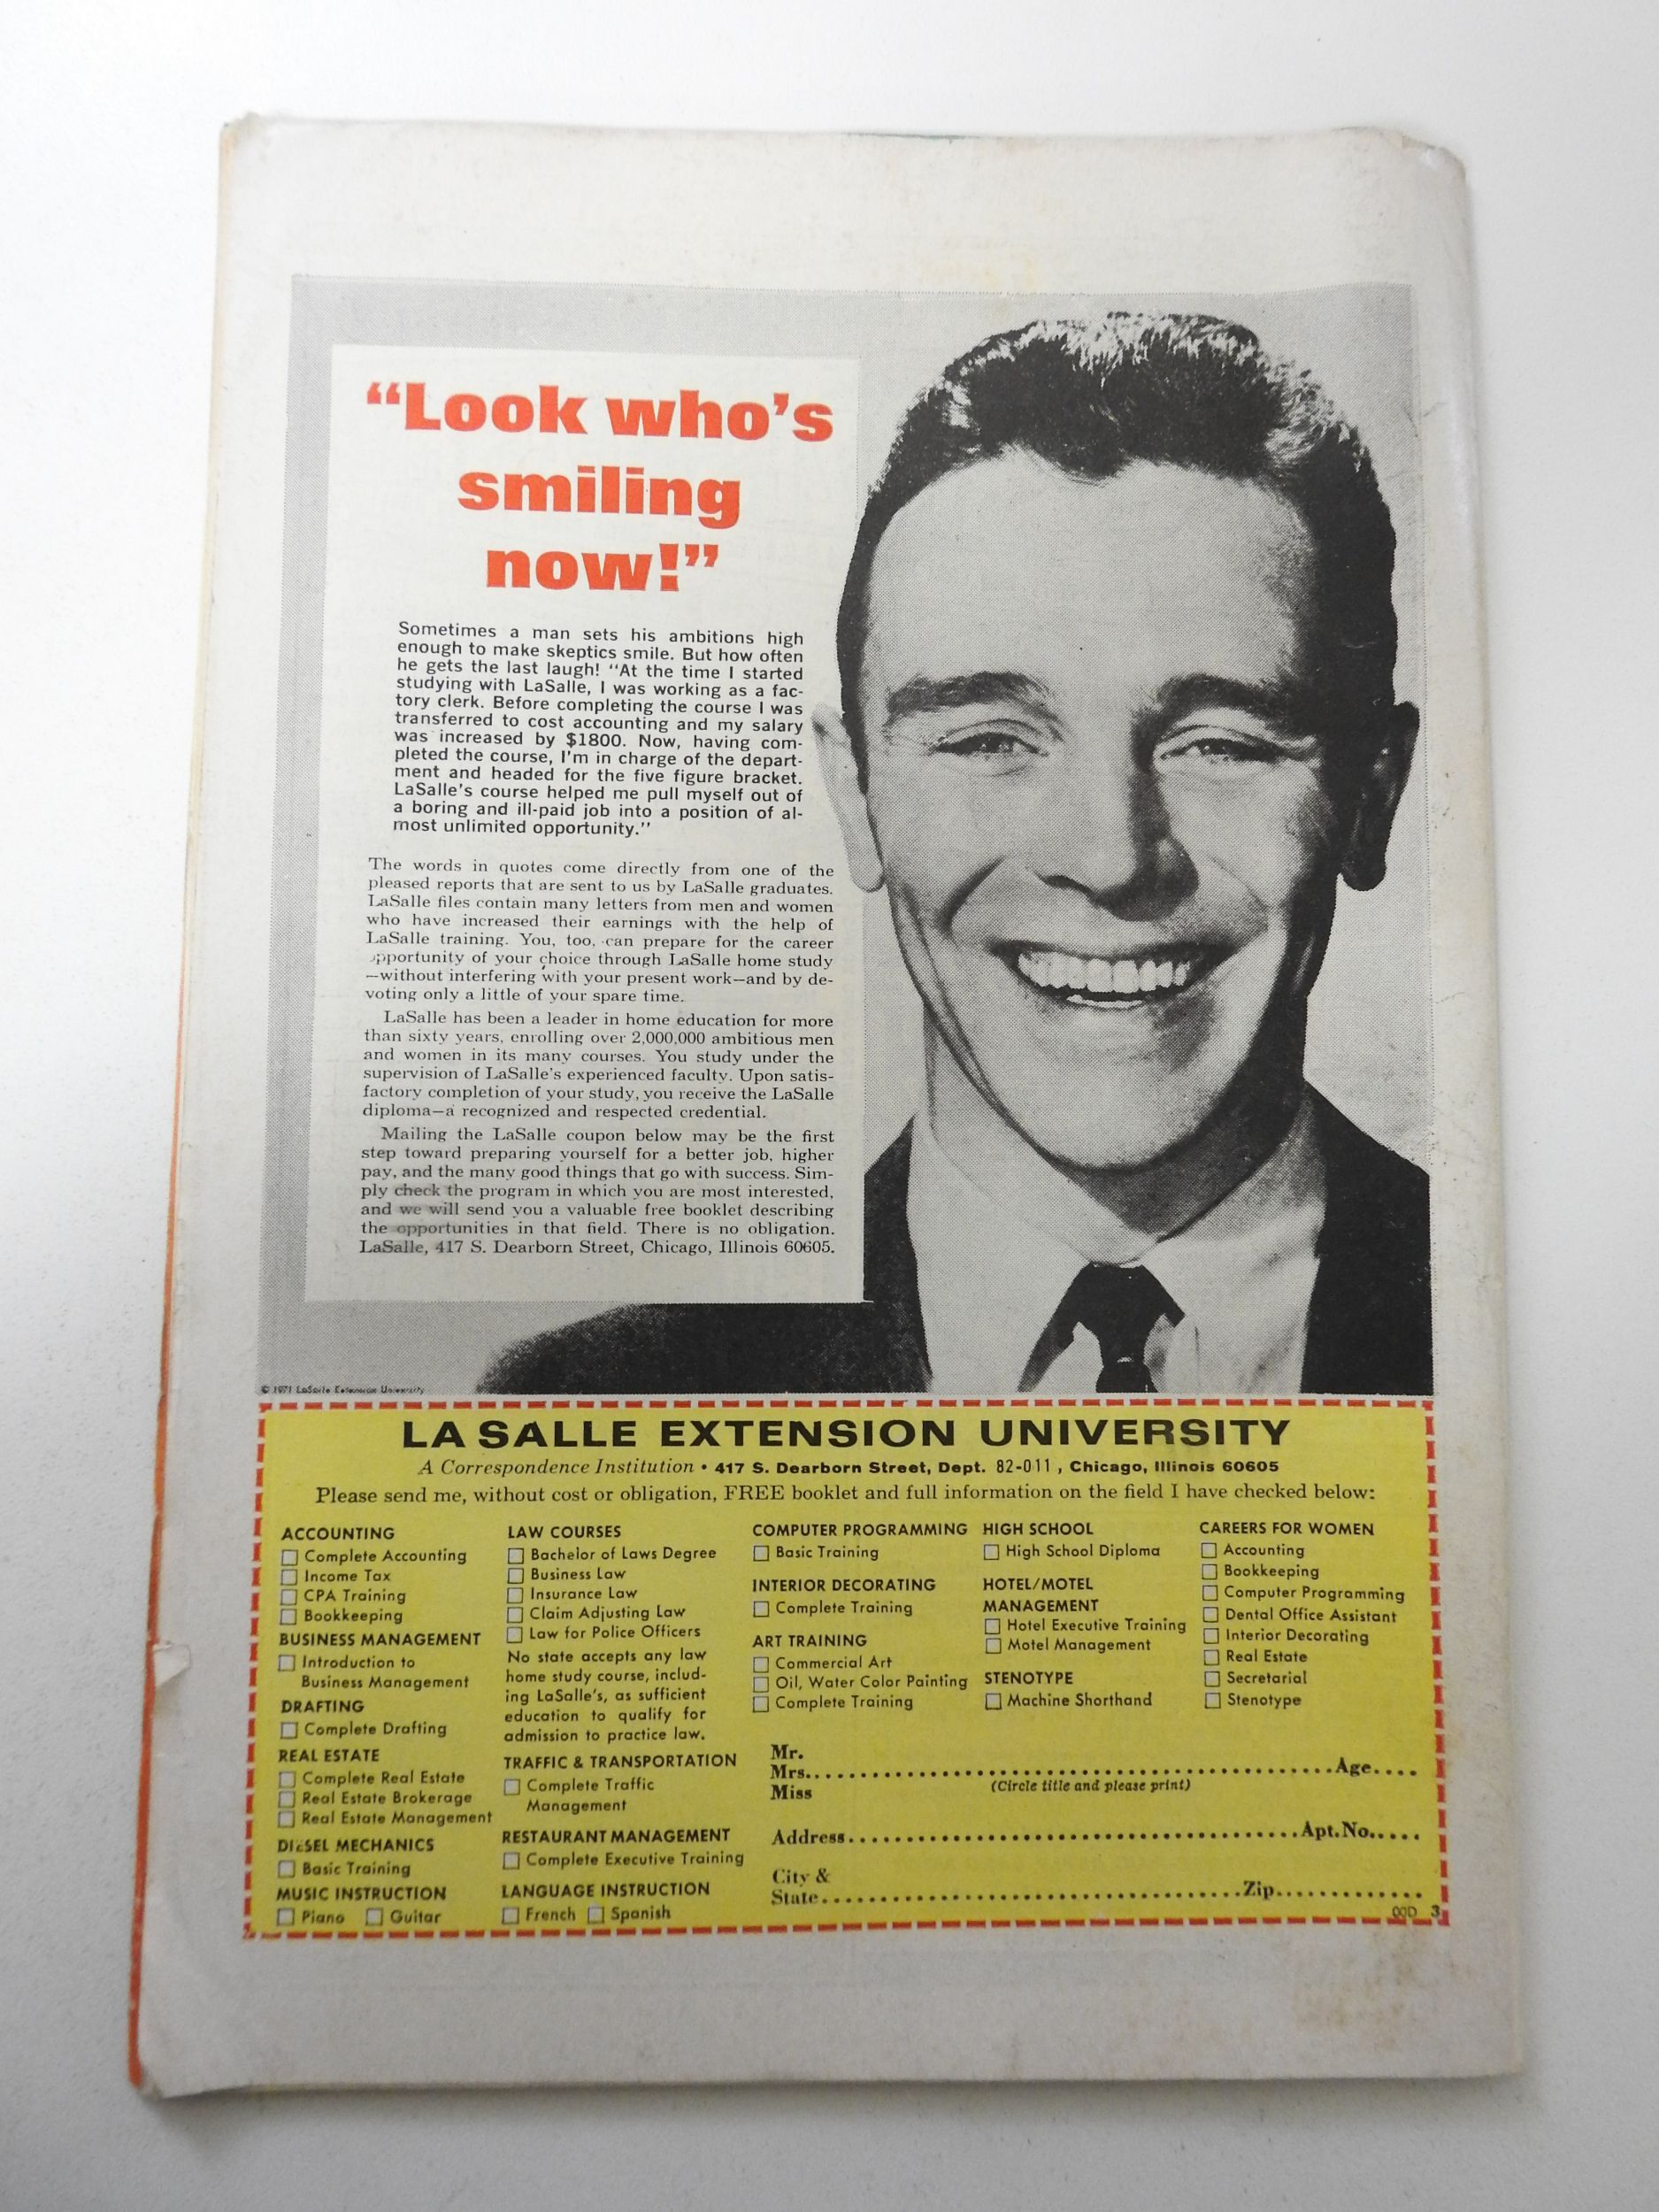 “Look who’s
smiling
now!”
Sometimes a man sets his ambitions high
enough to make skeptics smile. But how often
he gets the last laugh! “At the time I started
studying with LaSalle, I was working as a fac-
tory clerk. Before completing the course I was
transferred to cost accounting and my salary
was increased by $1800. Now, having com-
pleted the course, I’m in charge of the depart-
ment and headed for the five figure bracket.
LaSalle’s course helped me pull myself out of
a boring and ill-paid job into a position of al-
most unlimited opportunity.”
The words in quotes come directly from one of the
pleased reports that are sent to us by LaSalle graduates.
LaSalle files contain many letters from men and women
who have increased their earnings with the help of
LaSalle training. You, too, can prepare for the career
opportunity of your choice through LaSalle home study
—without interfering with your present work—and by de-
voting only a little of your spare time.
LaSalle has been a leader in home education for more
than sixty years, enrolling over 2,000,000 ambitious men
and women in its many courses. You study under the
supervision of LaSalle’s experienced faculty. Upon satis-
factory completion of your study, you receive the LaSalle
diploma—a recognized and respected credential.
Mailing the LaSalle coupon below may be the first
step toward preparing yourself for a better job, higher
pay, and the many good things that go with success. Sim-
ply check the program in which you are most interested,
and we will send you a valuable free booklet describing
the opportunities in that field. There is no obligation.
LaSalle, 417 S. Dearborn Street, Chicago, Illinois 60605.
© 1971 LaSalle Extension University
LA SALLE EXTENSION UNIVERSITY
A Correspondence Institution • 417 S. Dearborn Street, Dept. 82-011, Chicago, Illinois 60605
Please send me, without cost or obligation, FREE booklet and full information on the field I have checked below:
ACCOUNTING
☐ Complete Accounting
☐ Income Tax
☐ CPA Training
☐ Bookkeeping
BUSINESS MANAGEMENT
☐ Introduction to
Business Management
DRAFTING
☐ Complete Drafting
REAL ESTATE
☐ Complete Real Estate
☐ Real Estate Brokerage
☐ Real Estate Management
DIESEL MECHANICS
☐ Basic Training
MUSIC INSTRUCTION
☐ Piano ☐ Guitar
LAW COURSES
☐ Bachelor of Laws Degree
☐ Business Law
☐ Insurance Law
☐ Claim Adjusting Law
☐ Law for Police Officers
No state accepts any law
home study course, includ-
ing LaSalle’s, as sufficient
education to qualify for
admission to practice law.
TRAFFIC & TRANSPORTATION
☐ Complete Traffic
Management
RESTAURANT MANAGEMENT
☐ Complete Executive Training
LANGUAGE INSTRUCTION
☐ French ☐ Spanish
COMPUTER PROGRAMMING
☐ Basic Training
INTERIOR DECORATING
☐ Complete Training
ART TRAINING
☐ Commercial Art
☐ Oil, Water Color Painting
☐ Complete Training
HIGH SCHOOL
☐ High School Diploma
HOTEL/MOTEL
MANAGEMENT
☐ Hotel Executive Training
☐ Motel Management
STENOTYPE
☐ Machine Shorthand
CAREERS FOR WOMEN
☐ Accounting
☐ Bookkeeping
☐ Computer Programming
☐ Dental Office Assistant
☐ Interior Decorating
☐ Real Estate
☐ Secretarial
☐ Stenotype
Mr.
Mrs. Age
Miss (Circle title and please print)
Address Apt. No.
City &
State Zip
3